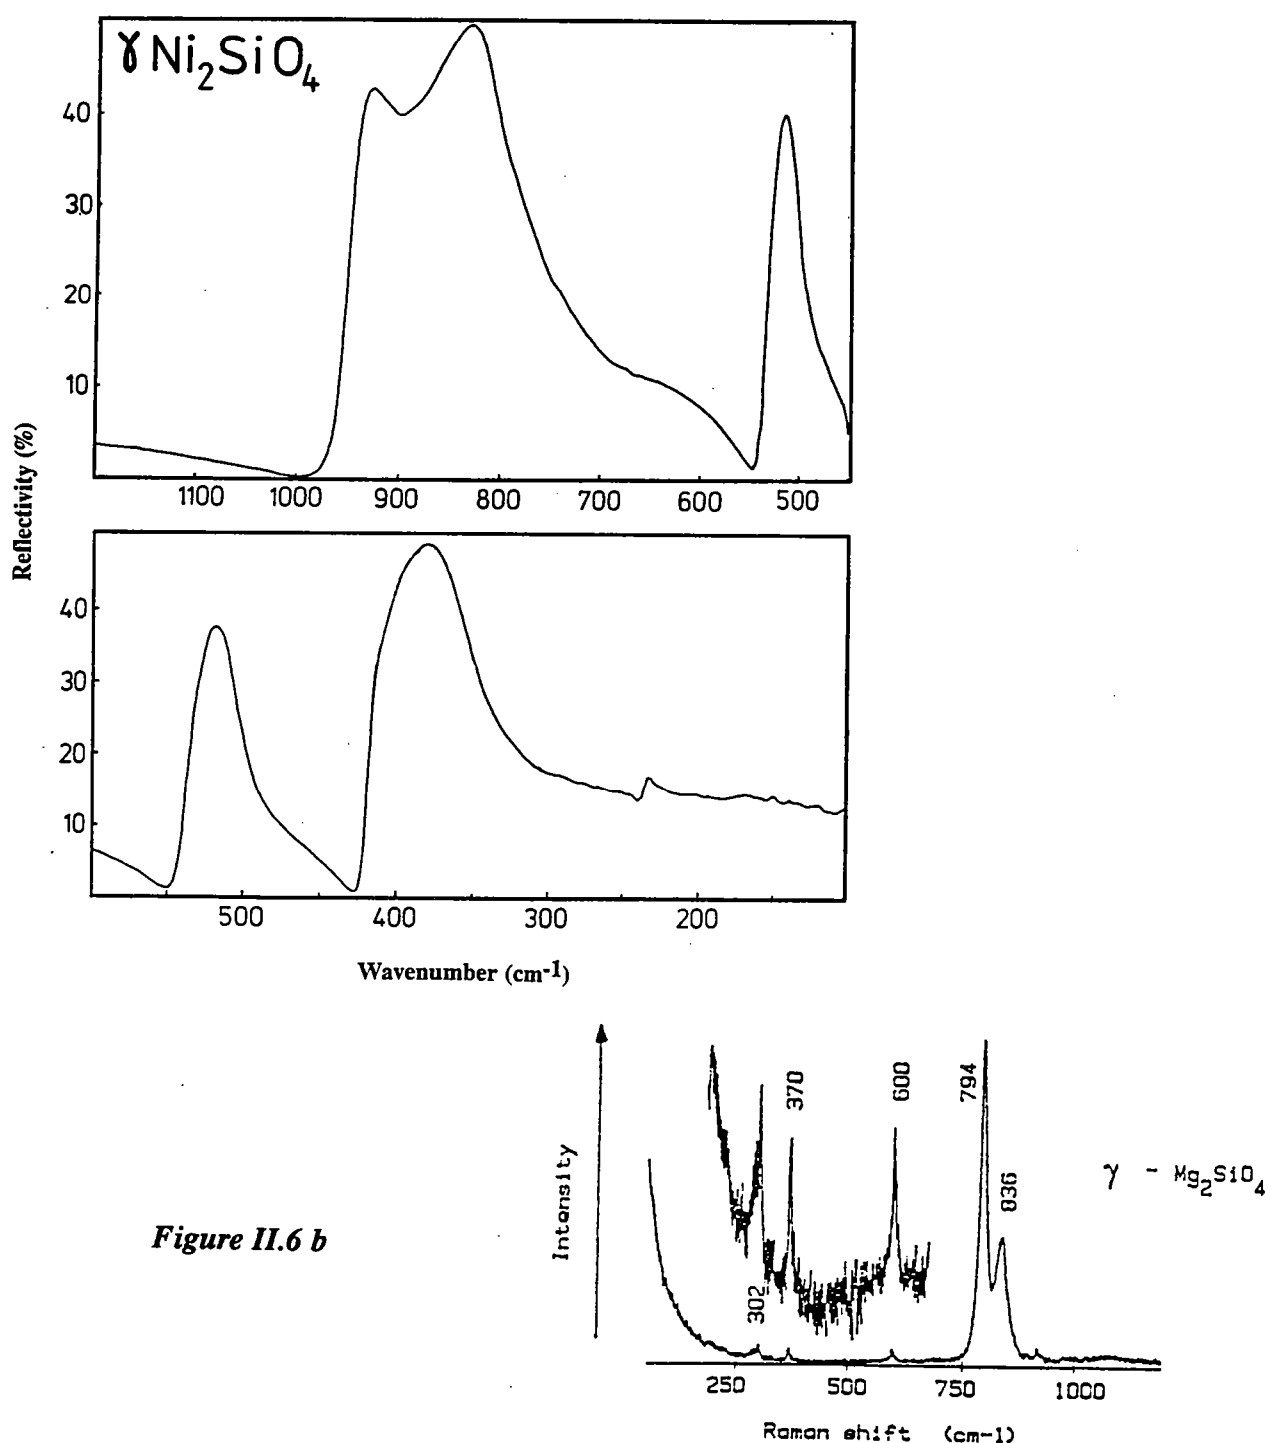 γNi₂SiO₄
Reflectivity (%)
40
30
20
10
1100 1000 900 800 700 600 500
40
30
20
10
500 400 300 200
Wavenumber (cm⁻¹)
Figure II.6 b
Intensity
302
370
600
794
836
γ - Mg₂SiO₄
250 500 750 1000
Raman shift (cm-1)